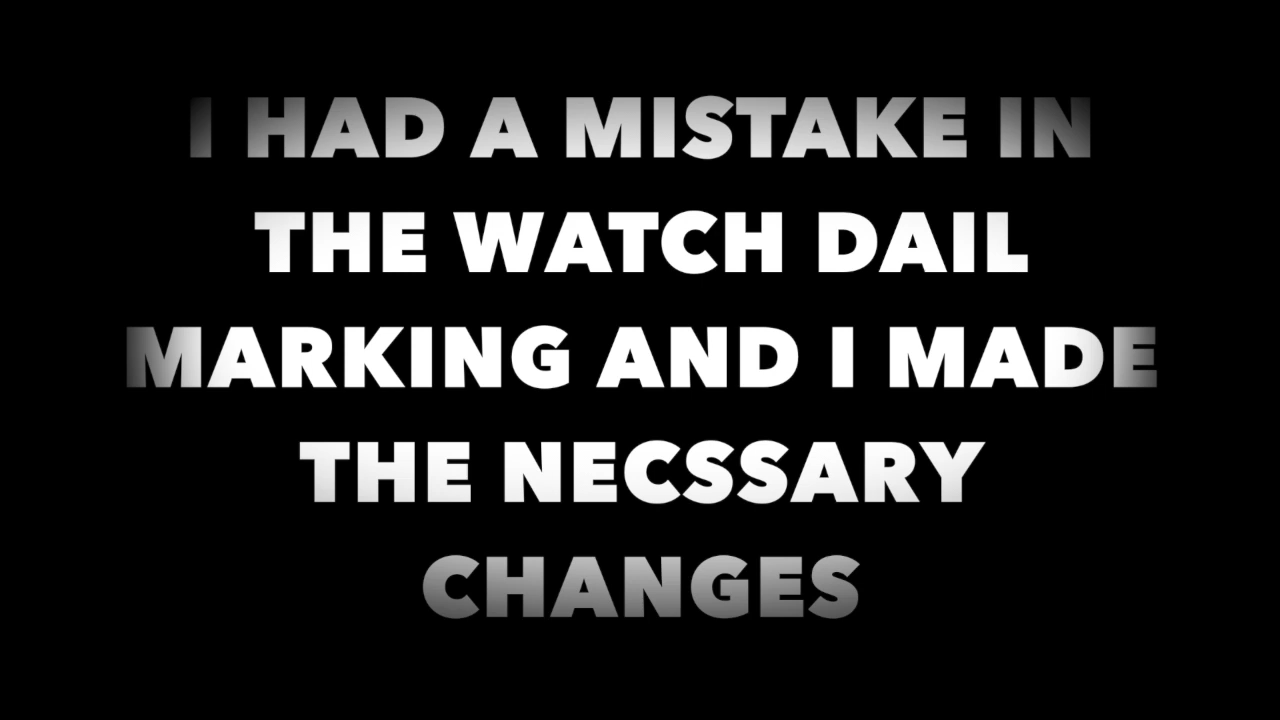 I HAD A MISTAKE IN
THE WATCH DAIL
MARKING AND I MADE
THE NECSSARY
CHANGES